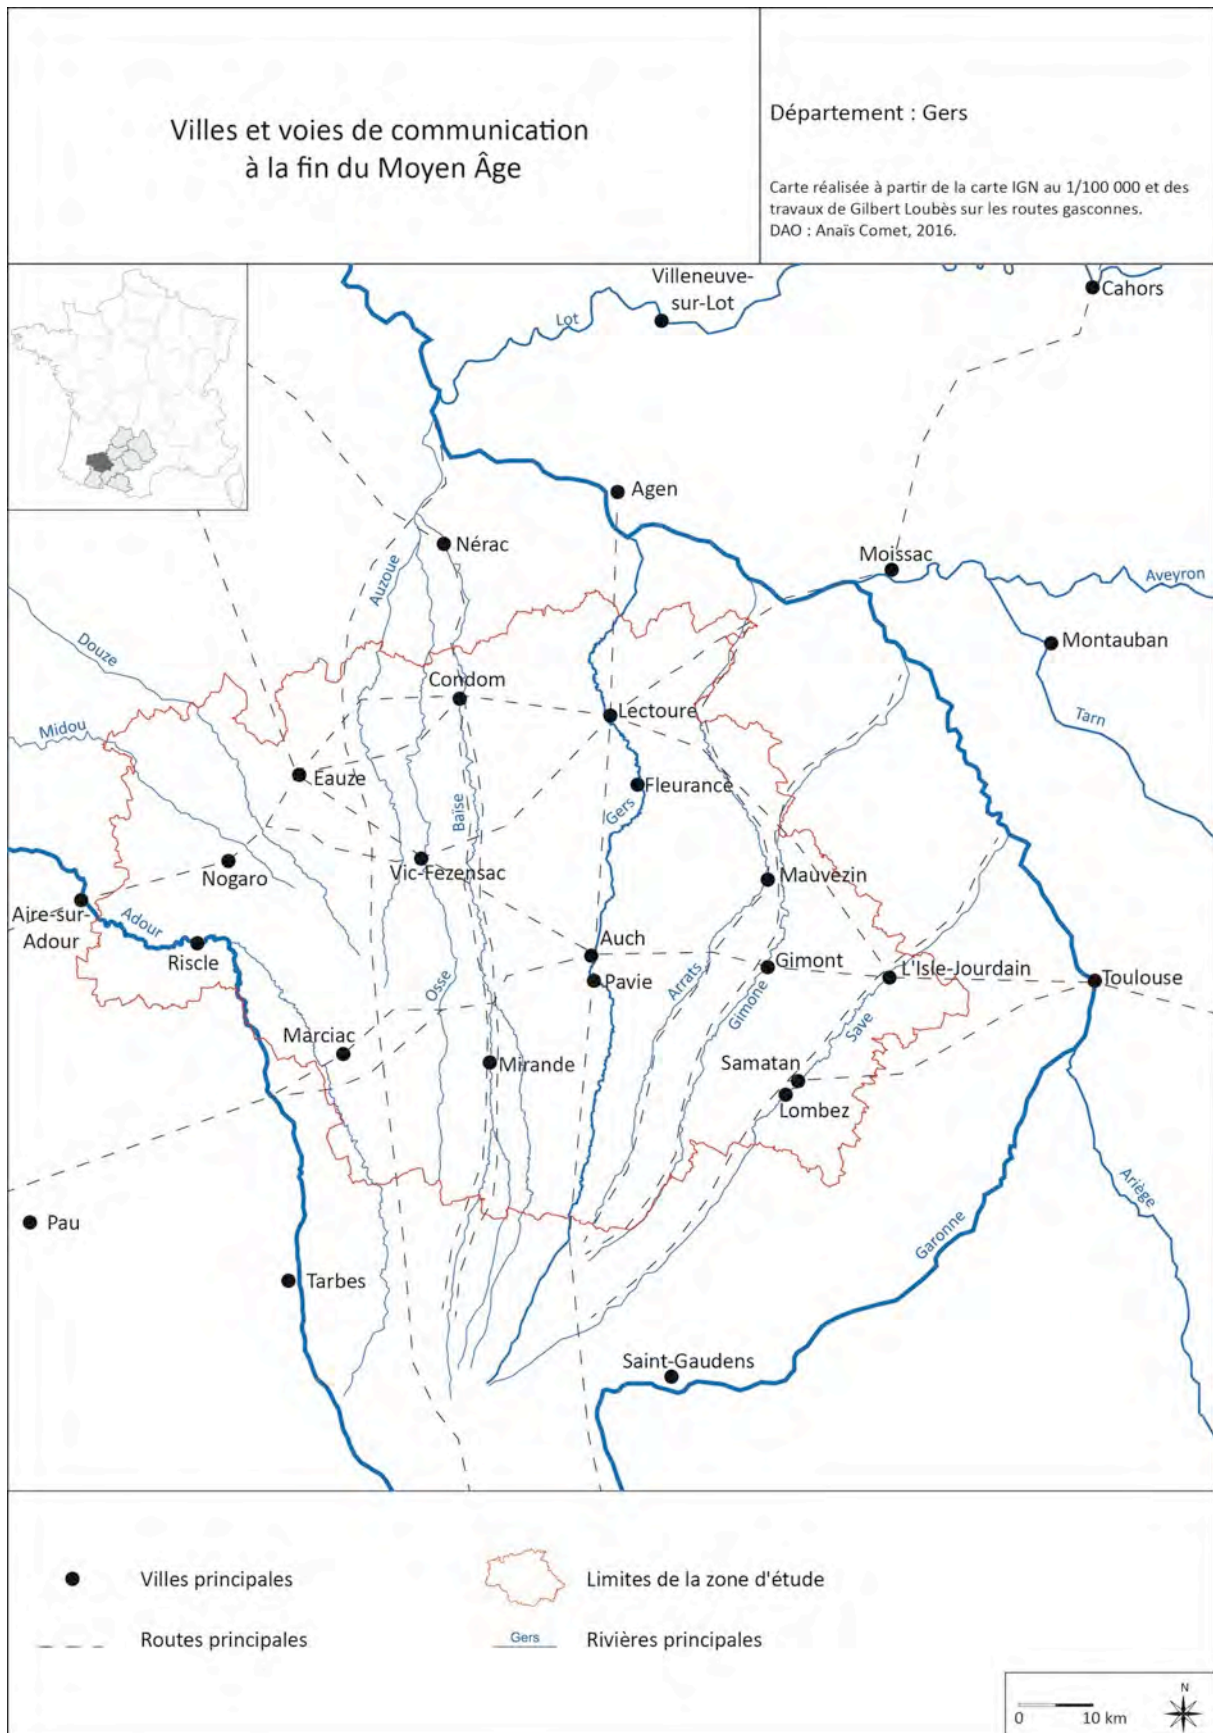 Villes et voies de communication
à la fin du Moyen Âge
Département : Gers
Carte réalisée à partir de la carte IGN au 1/100 000 et des
travaux de Gilbert Loubès sur les routes gasconnes.
DAO : Anaïs Comet, 2016.
Villeneuve-
sur-Lot
Cahors
Lot
Agen
Nérac
Moissac
Auzoue
Aveyron
Douze
Montauban
Condom
Lectoure
Midou
Tarn
Eauze
Fleurance
Baïse
Gers
Vic-Fezensac
Nogaro
Mauvezin
Aire-sur-
Adour
Adour
Riscle
Auch
Pavie
Osse
Arrats
Gimont
Gimone
L'Isle-Jourdain
Toulouse
Save
Marciac
Mirande
Samatan
Lombez
Ariège
Pau
Garonne
Tarbes
Saint-Gaudens
Villes principales
Limites de la zone d'étude
Routes principales
Gers
Rivières principales
N
0 10 km